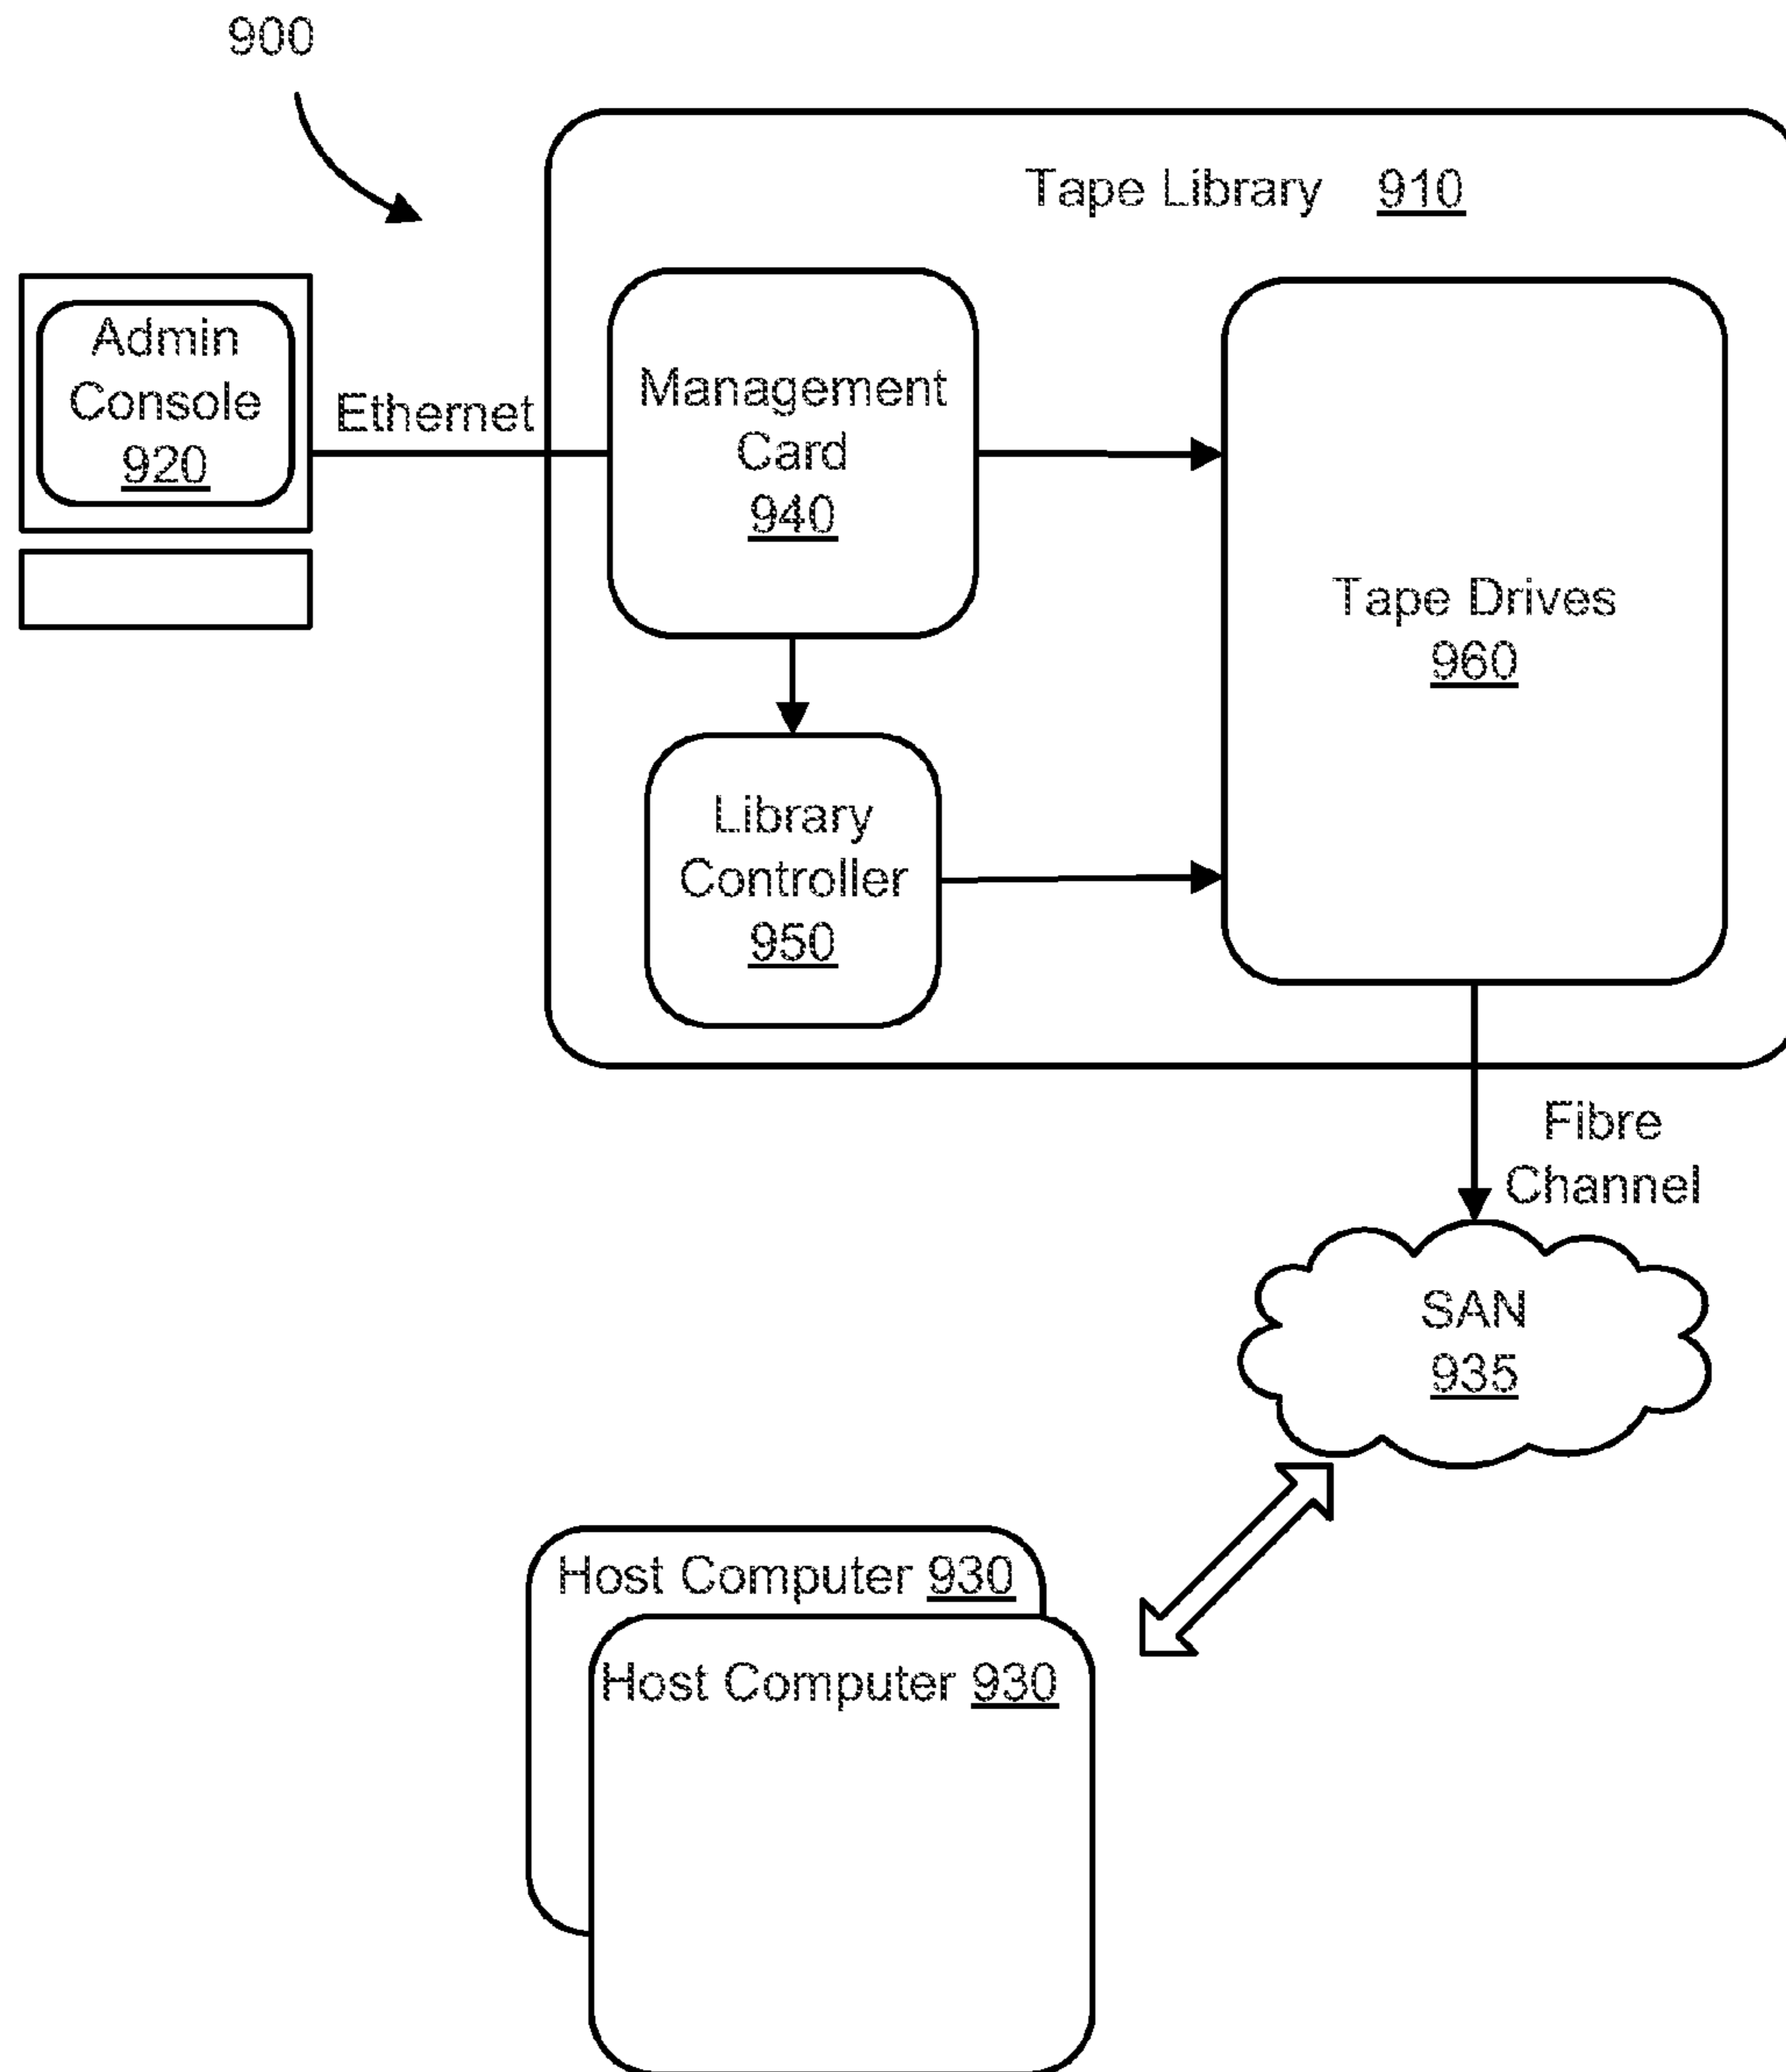 900
Tape Library 910
Admin
Console
920
Ethernet
Management
Card
940
Tape Drives
960
Library
Controller
950
Fibre
Channel
SAN
935
Host Computer 930
Host Computer 930